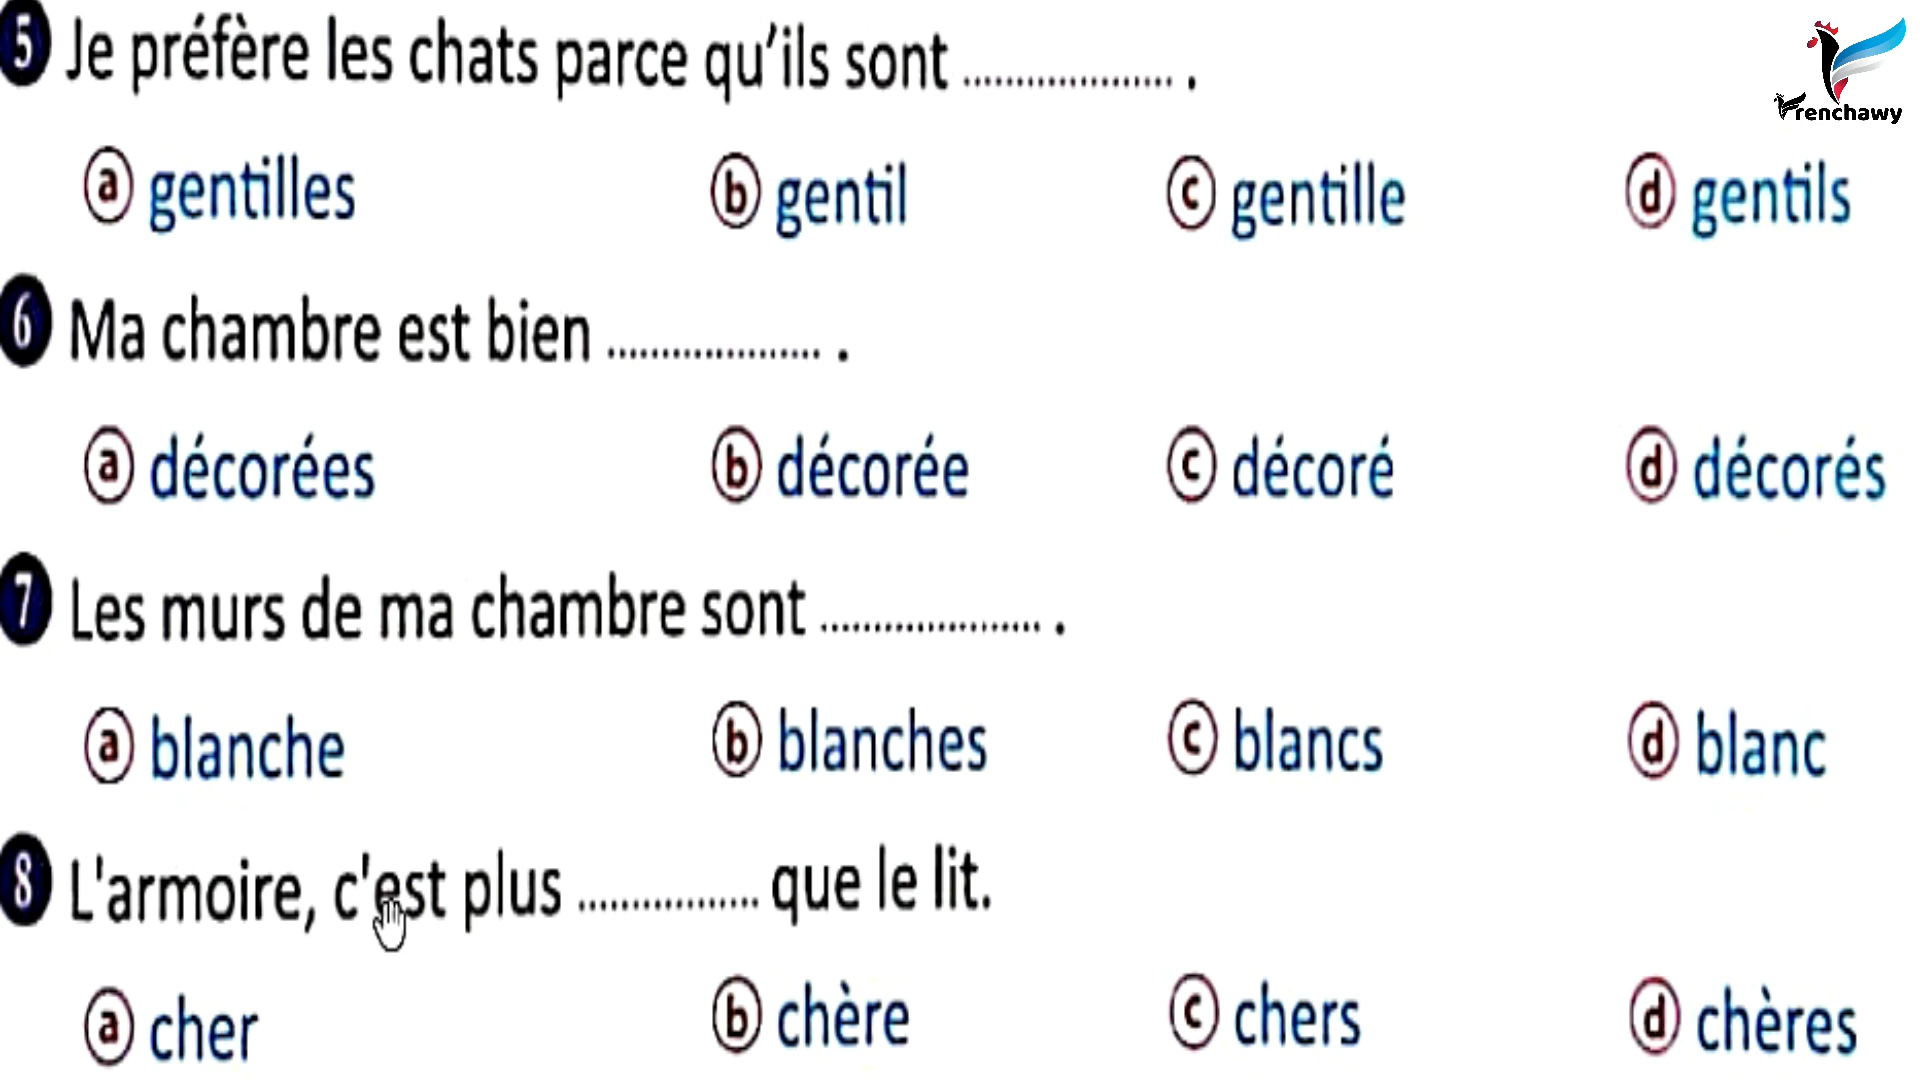 5 Je préfère les chats parce qu'ils sont .................... .
Frenchawy
a gentilles b gentil c gentille d gentils
6 Ma chambre est bien .................... .
a décorées b décorée c décoré d décorés
7 Les murs de ma chambre sont .................... .
a blanche b blanches c blancs d blanc
8 L'armoire, c'est plus ................. que le lit.
a cher b chère c chers d chères